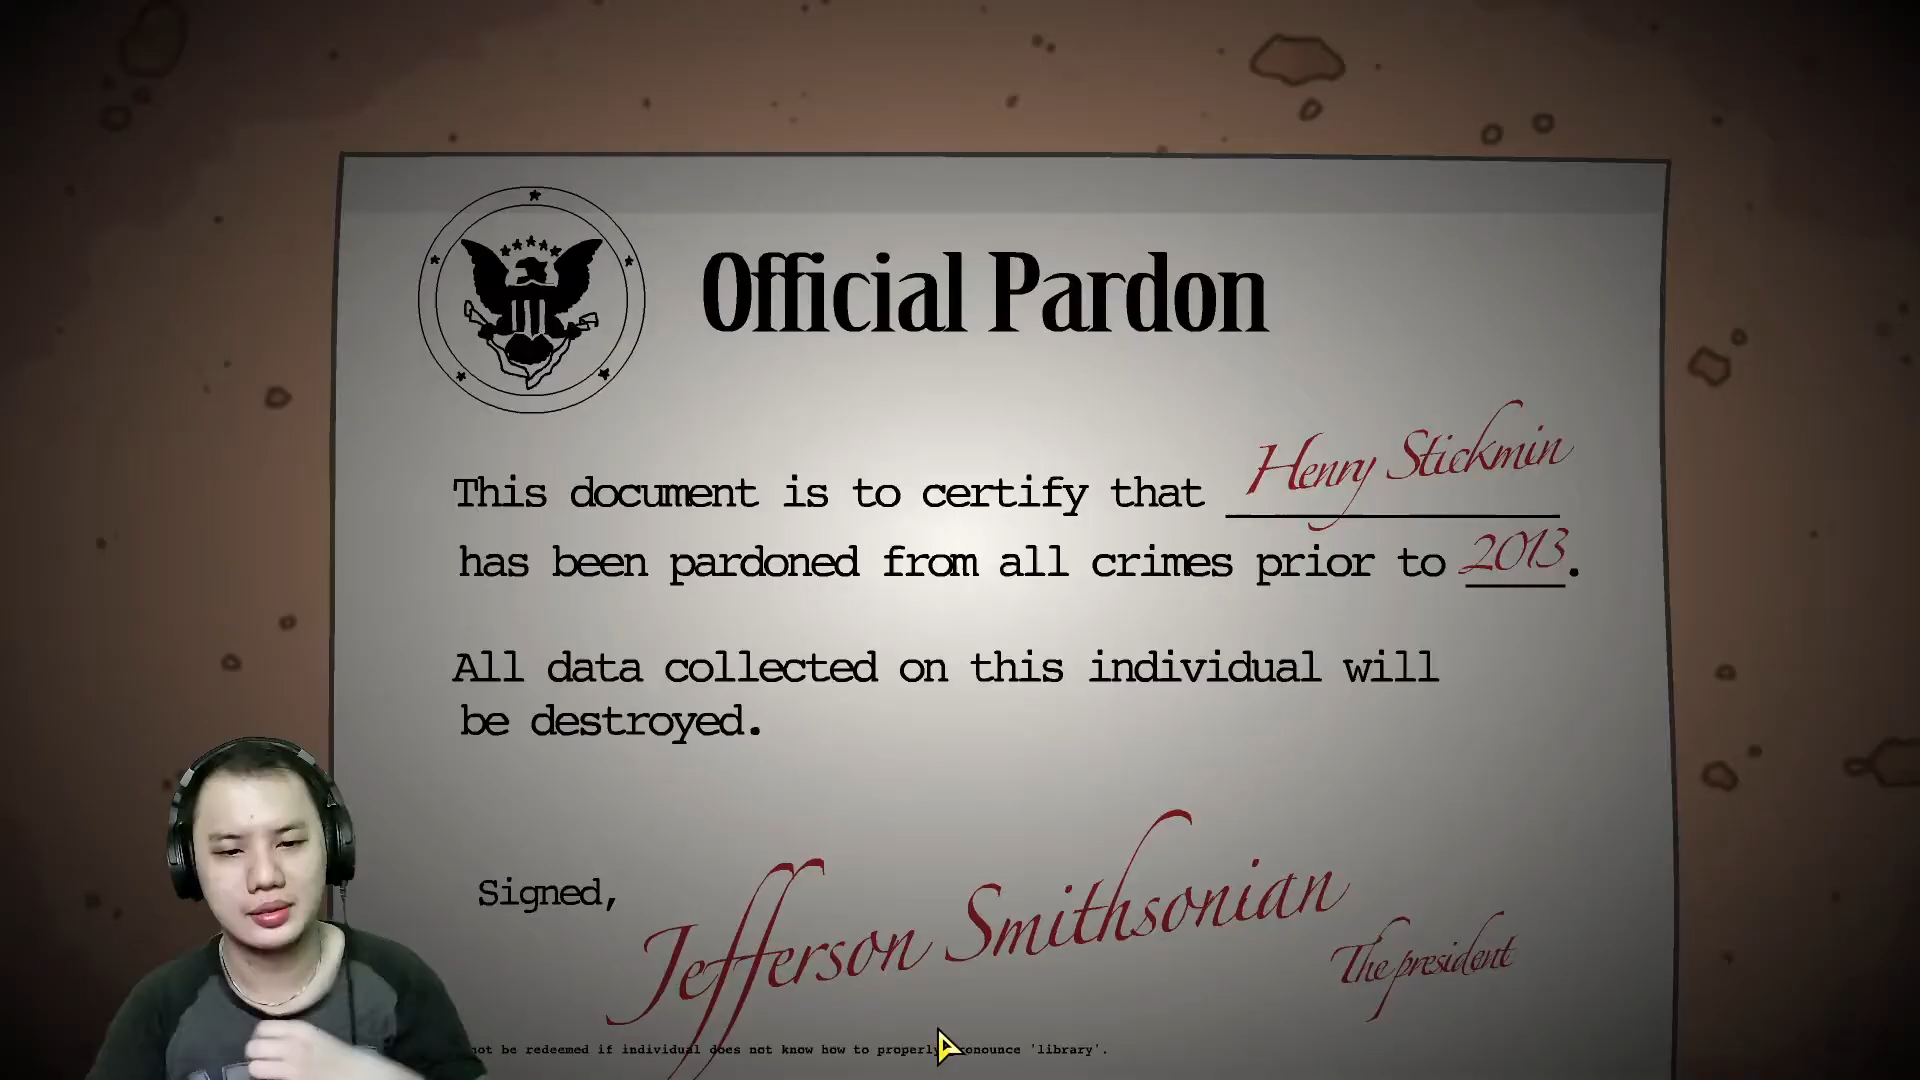 Official Pardon
This document is to certify that Henry Stickmin
has been pardoned from all crimes prior to 2013.
All data collected on this individual will
be destroyed.
Signed, Jefferson Smithsonian
The president
not be redeemed if individual does not know how to properly pronounce 'library'.